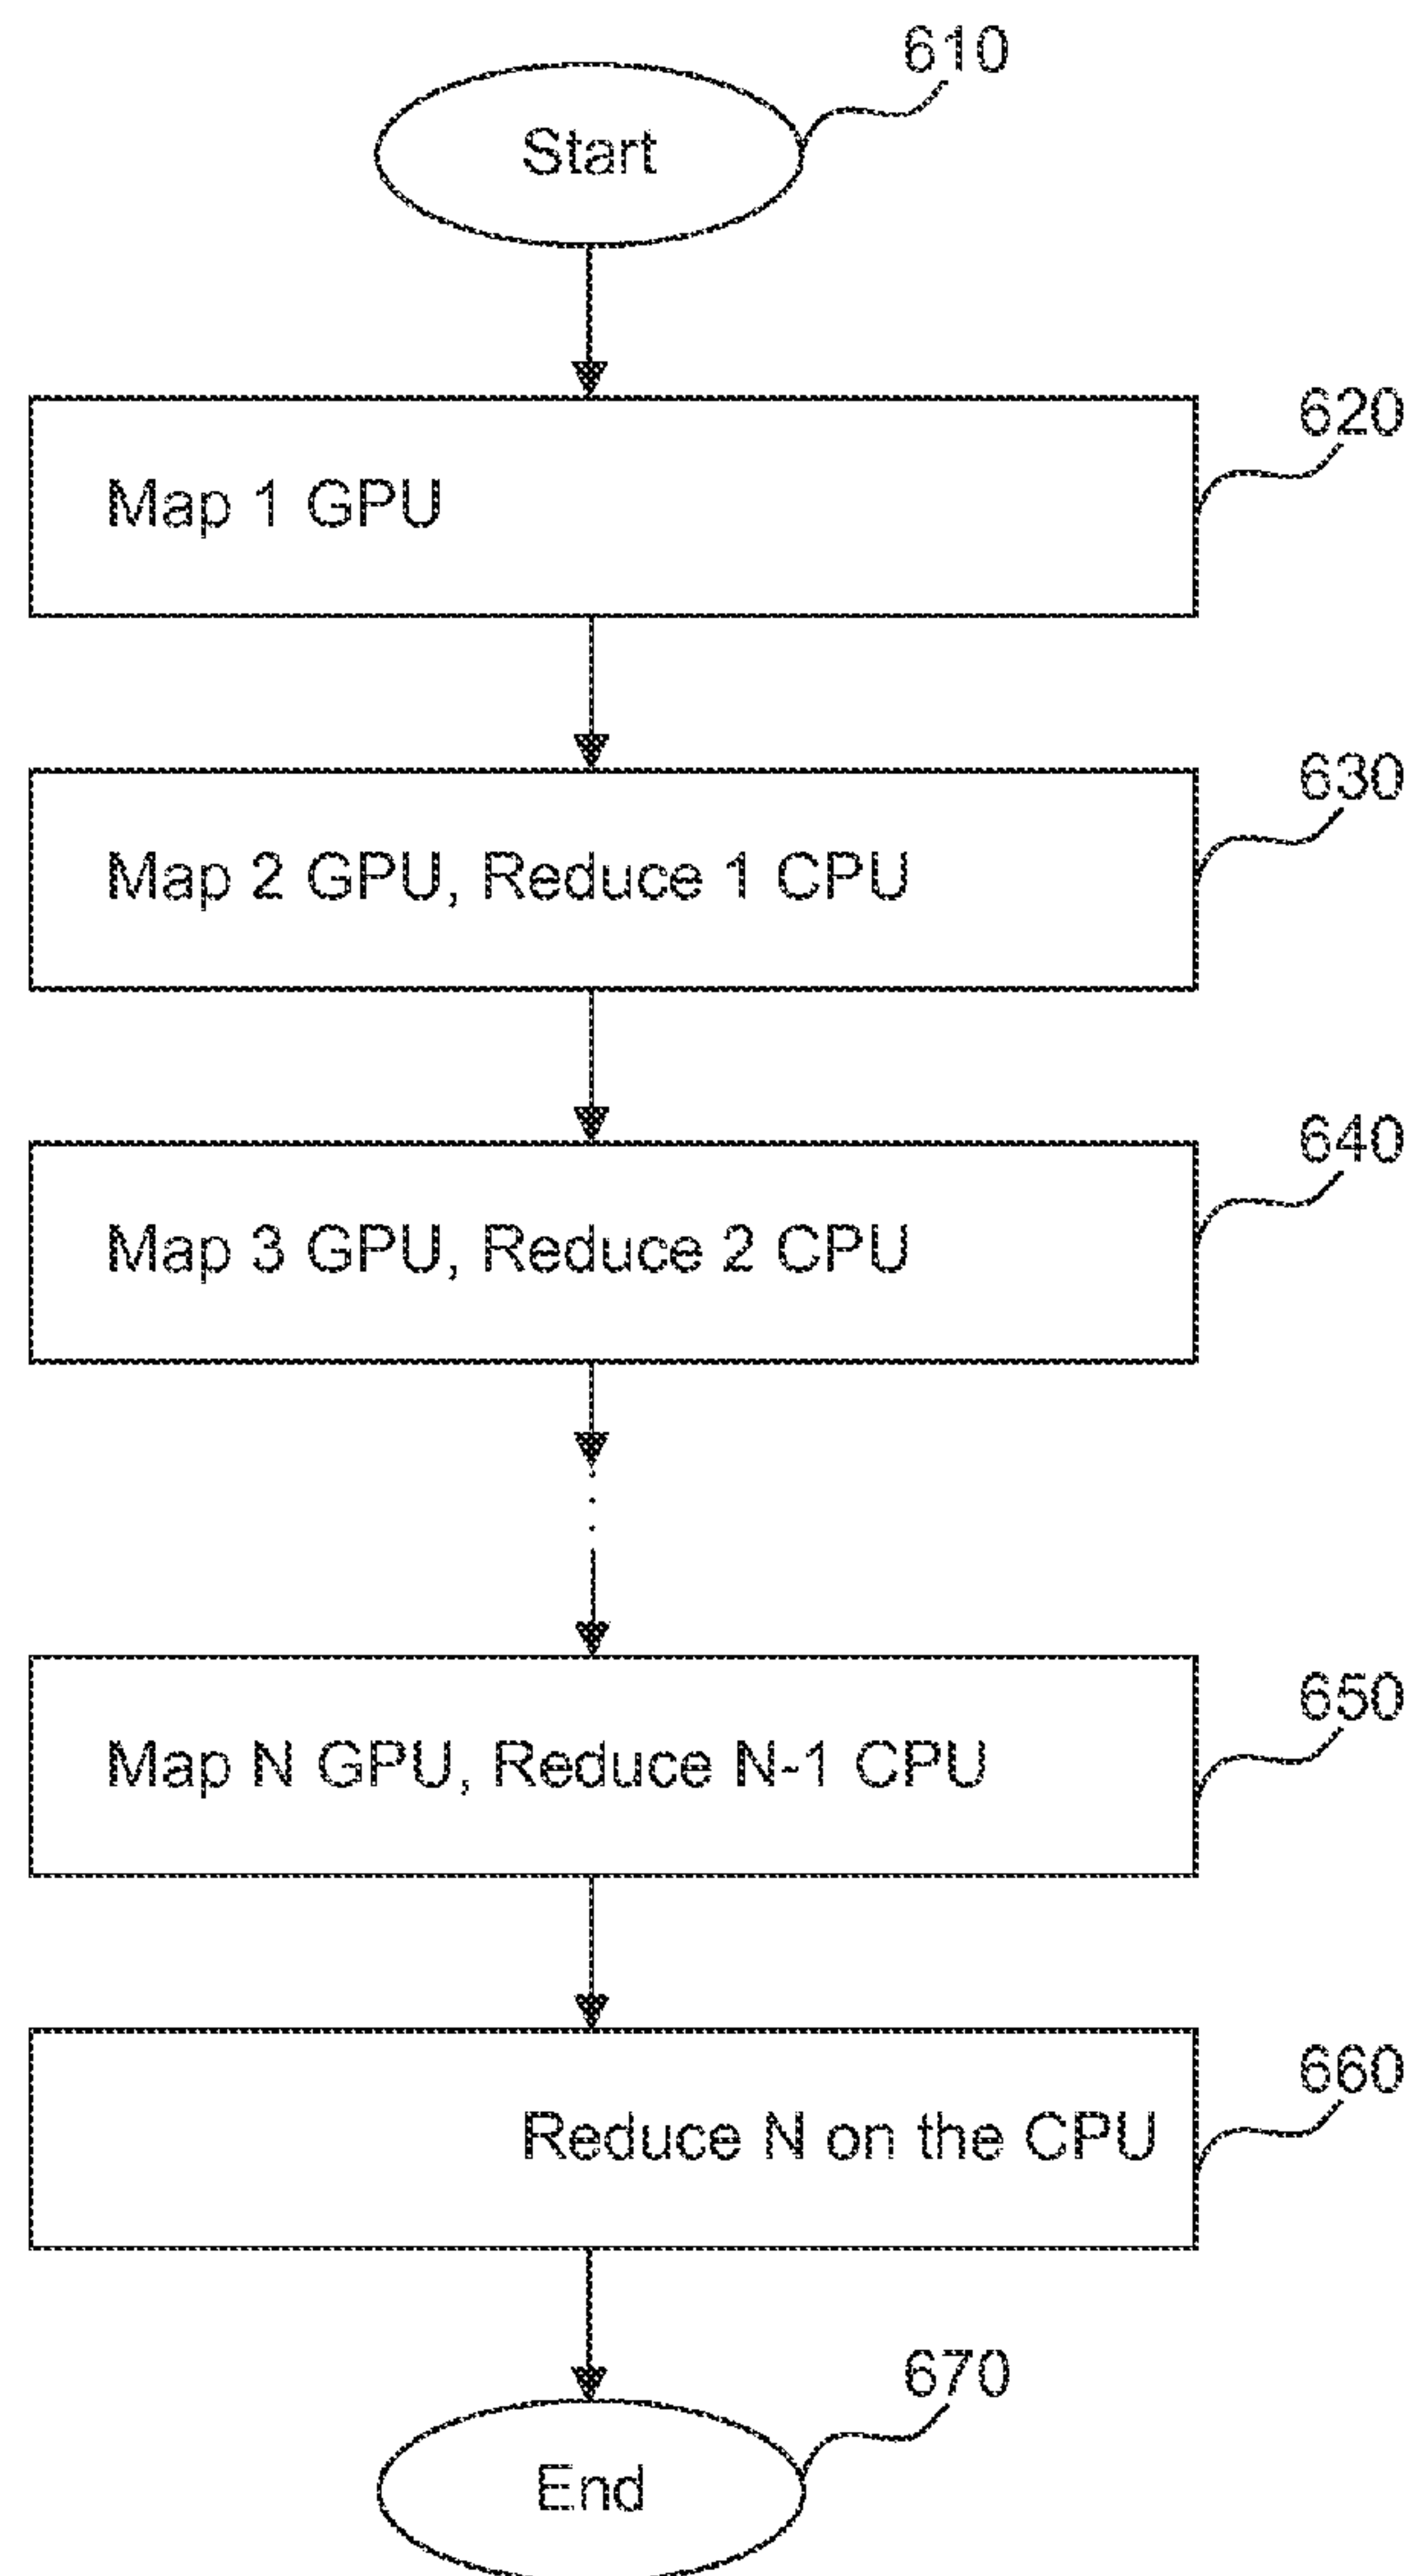 610
Start
620
Map 1 GPU
630
Map 2 GPU, Reduce 1 CPU
640
Map 3 GPU, Reduce 2 CPU
650
Map N GPU, Reduce N-1 CPU
660
Reduce N on the CPU
670
End